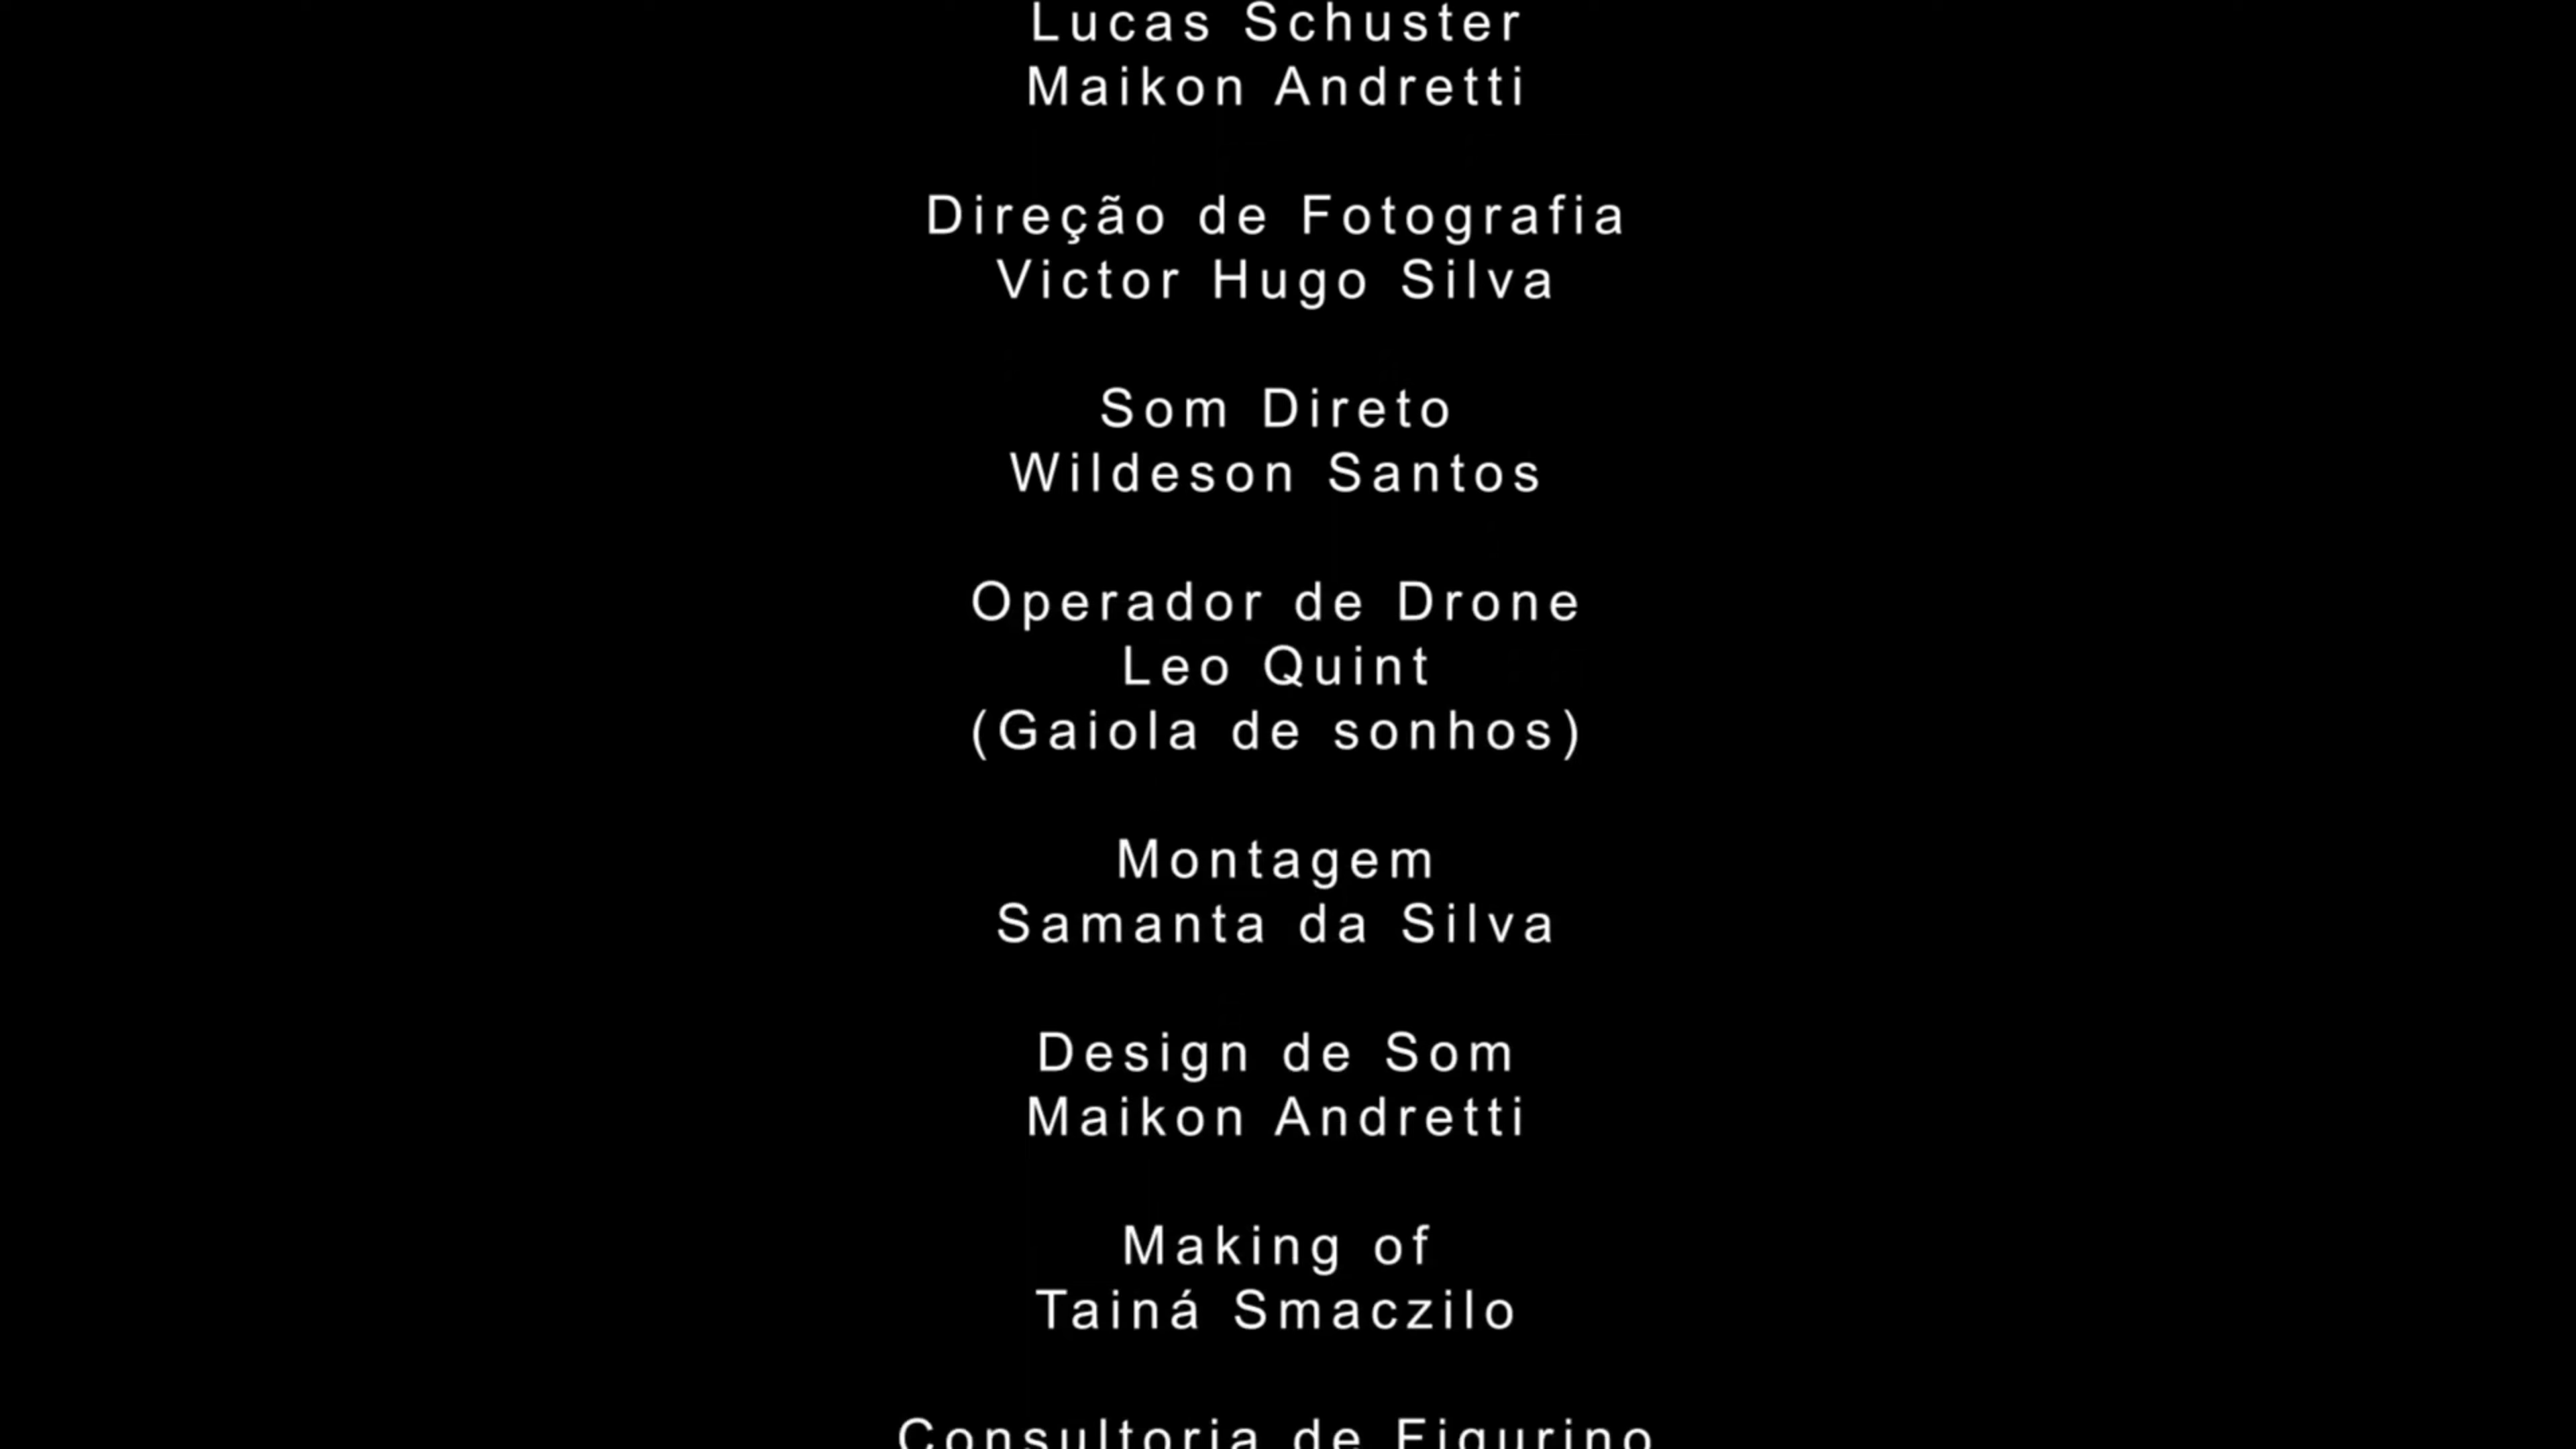 Lucas Schuster
Maikon Andretti
Direção de Fotografia
Victor Hugo Silva
Som Direto
Wildeson Santos
Operador de Drone
Leo Quint
(Gaiola de sonhos)
Montagem
Samanta da Silva
Design de Som
Maikon Andretti
Making of
Tainá Smaczilo
Consultoria de Figurino